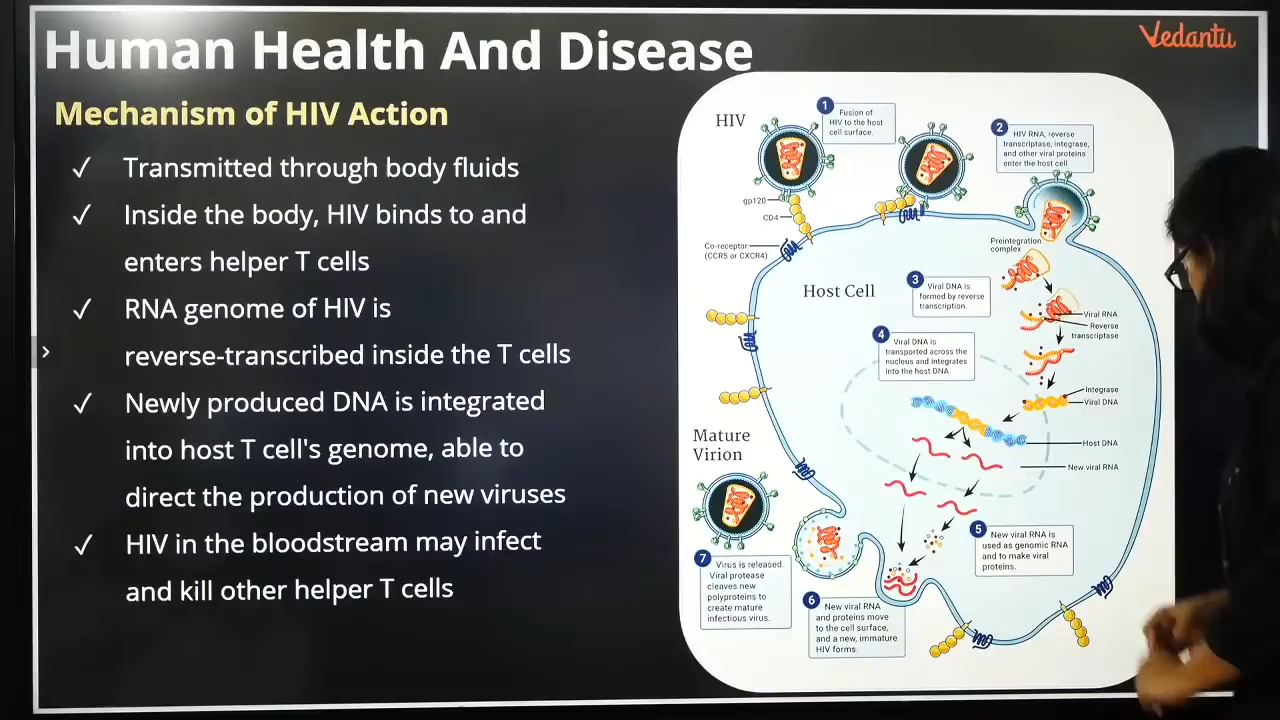 Human Health And Disease
Vedantu
Mechanism of HIV Action
✓ Transmitted through body fluids
✓ Inside the body, HIV binds to and
enters helper T cells
✓ RNA genome of HIV is
reverse-transcribed inside the T cells
✓ Newly produced DNA is integrated
into host T cell's genome, able to
direct the production of new viruses
✓ HIV in the bloodstream may infect
and kill other helper T cells
HIV
1
Fusion of
HIV to the host
cell surface.
2
HIV RNA, reverse
transcriptase, integrase,
and other viral proteins
enter the host cell.
gp120
CD4
Co-receptor
(CCR5 or CXCR4)
Preintegration
complex
Host Cell
3
Viral DNA is
formed by reverse
transcription.
Viral RNA
Reverse
transcriptase
4
Viral DNA is
transported across the
nucleus and integrates
into the host DNA.
Integrase
Viral DNA
Host DNA
New viral RNA
Mature
Virion
5
New viral RNA is
used as genomic RNA
and to make viral
proteins.
6
New viral RNA
and proteins move
to the cell surface,
and a new, immature
HIV forms.
7
Virus is released.
Viral protease
cleaves new
polyproteins to
create mature
infectious virus.